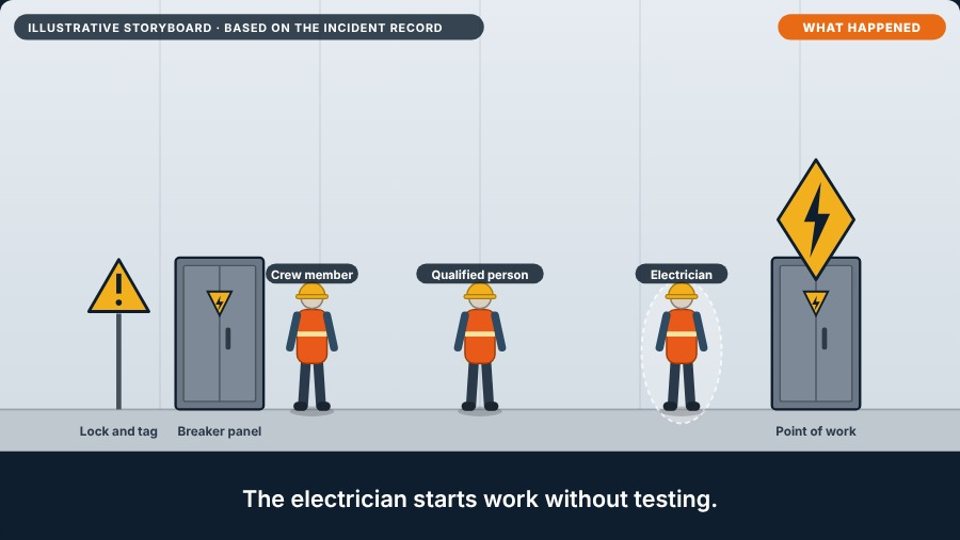 ILLUSTRATIVE STORYBOARD · BASED ON THE INCIDENT RECORD
WHAT HAPPENED
Crew member
Qualified person
Electrician
Lock and tag
Breaker panel
Point of work
The electrician starts work without testing.